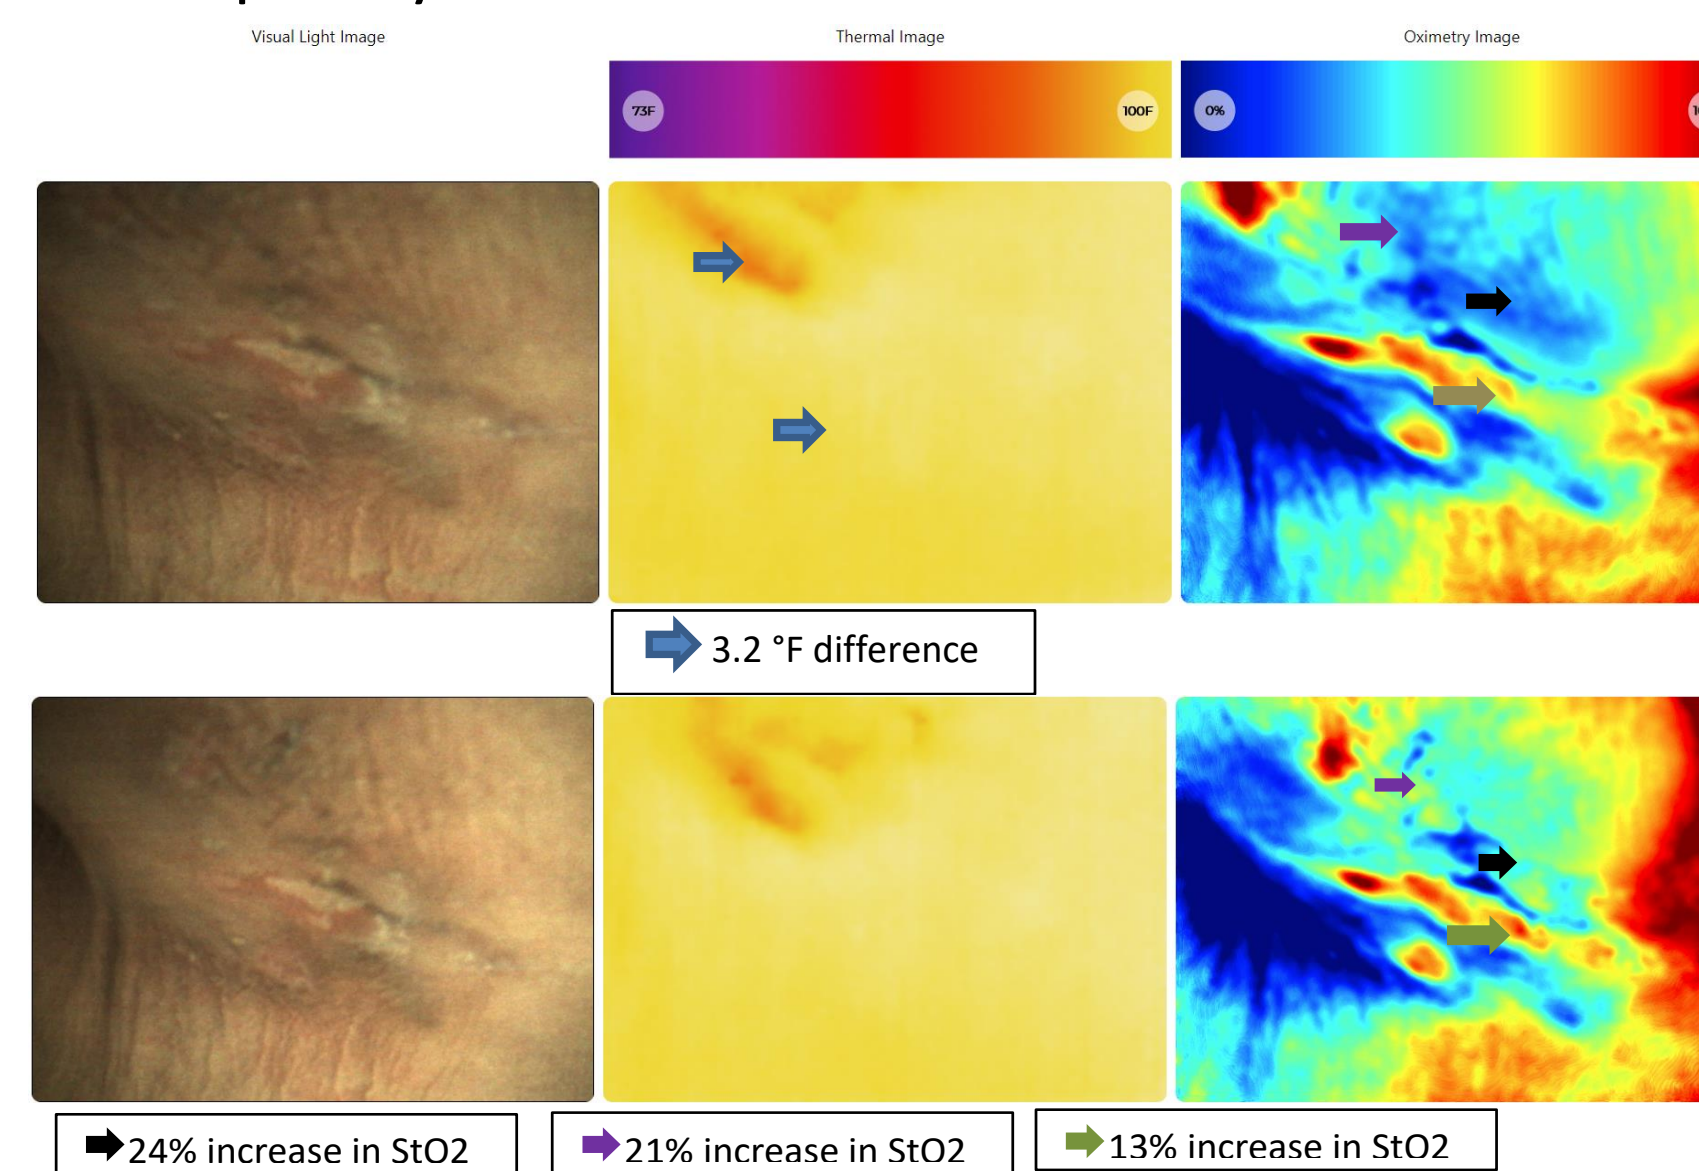 Visual Light Image
Thermal Image
Oximetry Image
73F
100F
0%
3.2 °F difference
24% increase in StO2
21% increase in StO2
13% increase in StO2